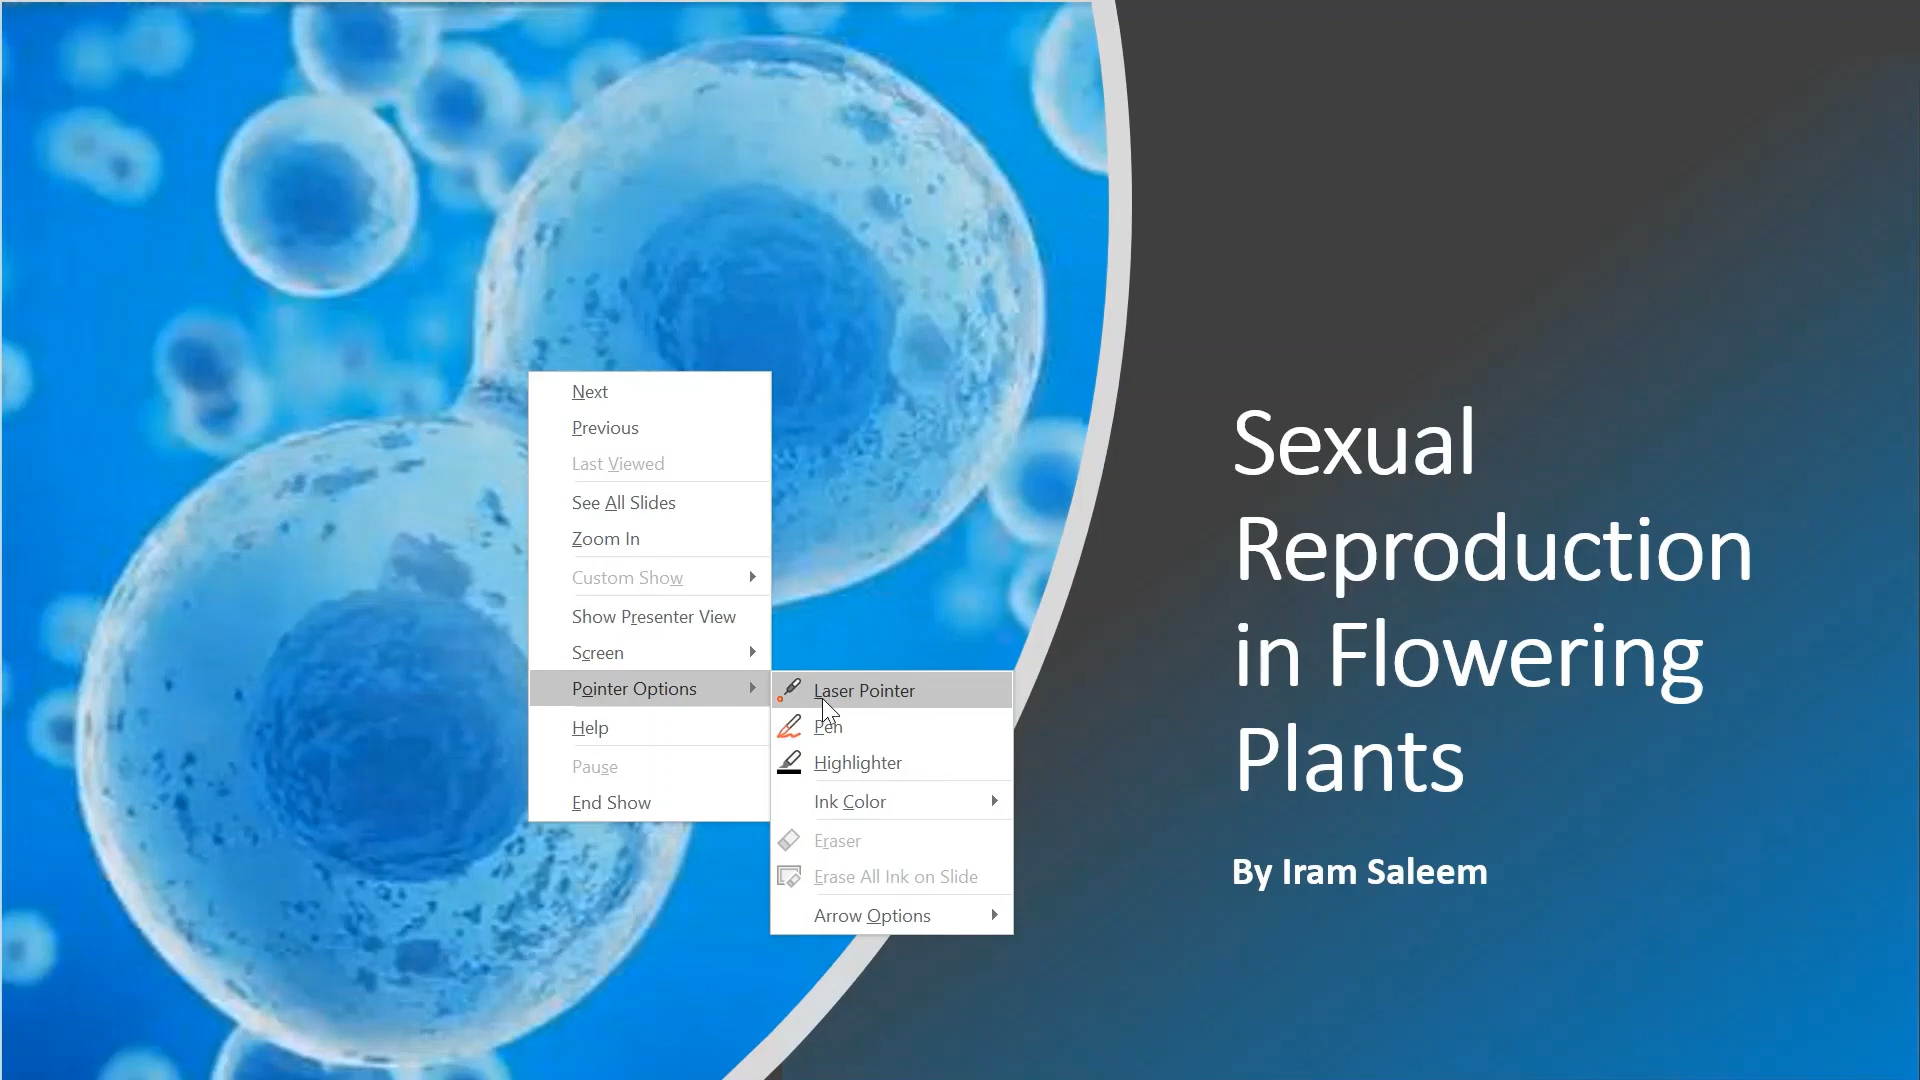 Next
Previous
Last Viewed
See All Slides
Zoom In
Custom Show
Show Presenter View
Screen
Pointer Options
Help
Pause
End Show
Laser Pointer
Pen
Highlighter
Ink Color
Eraser
Erase All Ink on Slide
Arrow Options
Sexual
Reproduction
in Flowering
Plants
By Iram Saleem